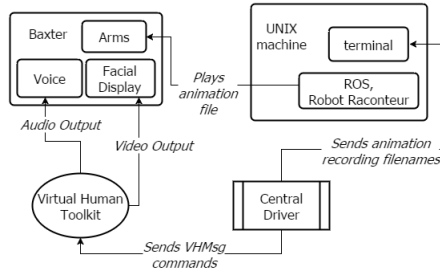 Baxter
Arms
Voice
Facial
Display
UNIX
machine
terminal
ROS,
Robot Raconteur
Plays
animation
file
Audio Output
Video Output
Sends animation
recording filenames
Virtual Human
Toolkit
Central
Driver
Sends VHMsg
commands